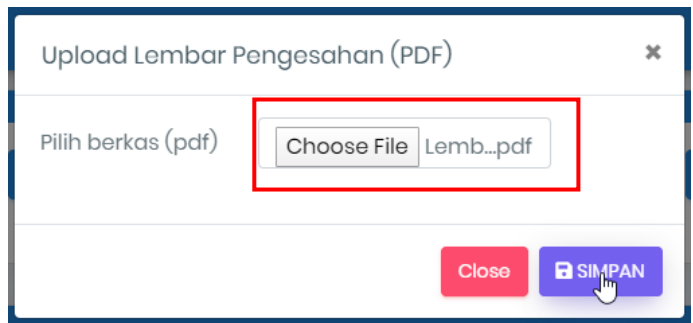 Upload Lembar Pengesahan (PDF) ×
Pilih berkas (pdf) Choose File Lemb...pdf
Close SIMPAN